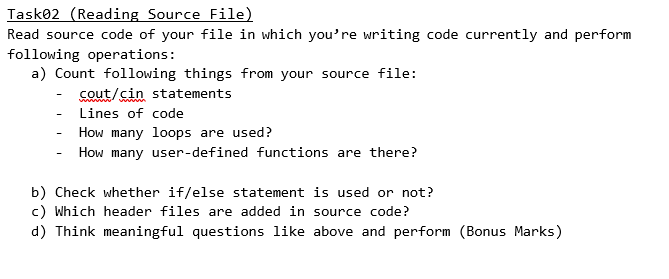 Task02 (Reading Source File)
Read source code of your file in which you’re writing code currently and perform
following operations:
a) Count following things from your source file:
- cout/cin statements
- Lines of code
- How many loops are used?
- How many user-defined functions are there?
b) Check whether if/else statement is used or not?
c) Which header files are added in source code?
d) Think meaningful questions like above and perform (Bonus Marks)